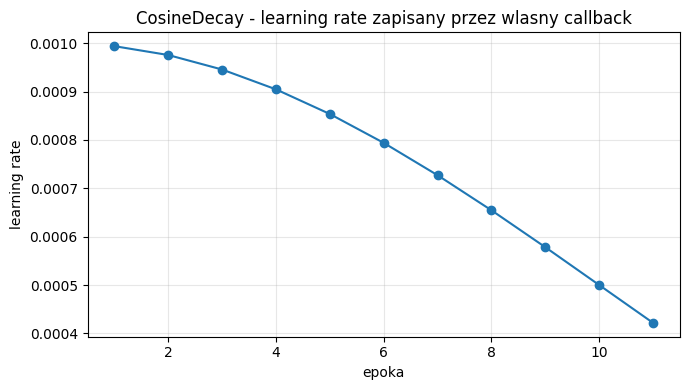 CosineDecay - learning rate zapisany przez wlasny callback
0.0010
0.0009
0.0008
0.0007
0.0006
0.0005
0.0004
learning rate
2 4 6 8 10
epoka